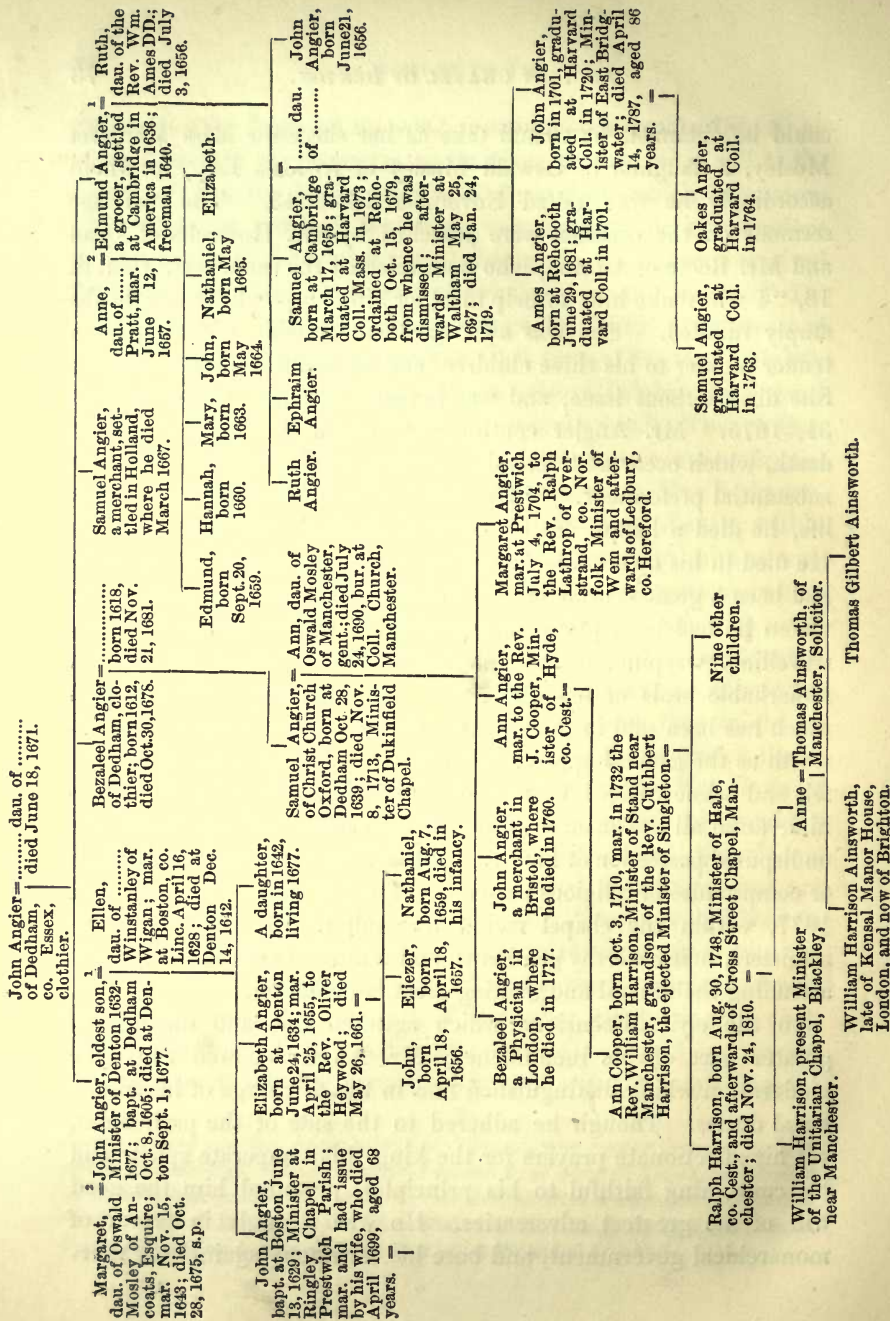 John Angier=......... dau. of .........
of Dedham, died June 18, 1671.
co. Essex,
clothier.
Margaret, =
dau. of Oswald
Mosley of An-
coats, Esquire;
mar. Nov. 15,
1643; died Oct.
28, 1675, s.p.
2
John Angier, eldest son,=
Minister of Denton 1632-
1677; bapt. at Dedham
Oct. 8, 1605; died at Den-
ton Sept. 1, 1677.
1
Ellen,
dau. of .........
Winstanley of
Wigan; mar.
at Boston, co.
Linc. April 16,
1628; died at
Denton Dec.
14, 1642.
Bezaleel Angier=
of Dedham, clo-
thier; born 1612,
died Oct. 30, 1678.
...............
born 1618,
died Nov.
21, 1681.
Samuel Angier,
a merchant, set-
tled in Holland,
where he died
March 1667.
2
Anne,
dau. of ......
Pratt, mar.
June 12,
1657.
=Edmund Angier,=
a grocer, settled
at Cambridge in
America in 1636;
freeman 1640.
1
Ruth,
dau. of the
Rev. Wm.
Ames DD.;
died July
3, 1656.
John Angier,
bapt. at Boston June
13, 1629; Minister at
Ringley Chapel in
Prestwich Parish;
mar. and had issue
by his wife, who died
April 1699, aged 68
years. =
Elizabeth Angier,
born at Denton
June 24, 1634; mar.
April 25, 1655, to
the Rev. Oliver
Heywood; died
May 26, 1661. =
A daughter,
born in 1642,
living 1677.
Samuel Angier,=
of Christ Church
Oxford, born at
Dedham Oct. 28,
1639; died Nov.
8, 1713, Minis-
ter of Dukinfield
Chapel.
Ann, dau. of
Oswald Mosley
of Manchester,
gent.; died July
24, 1690, bur. at
Coll. Church,
Manchester.
Edmund,
born
Sept. 20,
1659.
Hannah,
born
1660.
Mary,
born
1663.
John,
born
May
1664.
Nathaniel,
born May
1665.
Elizabeth.
Ruth
Angier.
Ephraim
Angier.
Samuel Angier,
born at Cambridge
March 17, 1655; gra-
duated at Harvard
Coll. Mass. in 1673;
ordained at Reho-
both Oct. 15, 1679,
from whence he was
dismissed; after-
wards Minister at
Waltham May 25,
1697; died Jan. 24,
1719.
= ...... dau.
of .........
John
Angier,
born
June 21,
1656.
John,
born
April 18,
1656.
Eliezer,
born
April 18,
1657.
Nathaniel,
born Aug. 7,
1659, died in
his infancy.
Bezaleel Angier,
a Physician in
London, where
he died in 1717.
John Angier,
a merchant in
Bristol, where
he died in 1760.
Ann Angier,
mar. to the Rev.
J. Cooper, Min-
ister of Hyde,
co. Cest.=
Margaret Angier,
mar. at Prestwich
July 4, 1704, to
the Rev. Ralph
Lathrop of Over-
strand, co. Nor-
folk, Minister of
Wem and after-
wards of Ledbury,
co. Hereford.
Ames Angier,
born at Rehoboth
June 29, 1681; gra-
duated at Har-
vard Coll. in 1701.
John Angier,
born in 1701, gradu-
ated at Harvard
Coll. in 1720; Min-
ister of East Bridg-
water; died April
14, 1787, aged 86
years. =
Ann Cooper, born Oct. 3, 1710, mar. in 1732 the
Rev. William Harrison, Minister of Stand near
Manchester, grandson of the Rev. Cuthbert
Harrison, the ejected Minister of Singleton.=
Samuel Angier,
graduated at
Harvard Coll.
in 1763.
Oakes Angier,
graduated at
Harvard Coll.
in 1764.
Ralph Harrison, born Aug. 30, 1748, Minister of Hale,
co. Cest., and afterwards of Cross Street Chapel, Man-
chester; died Nov. 24, 1810. =
Nine other
children.
William Harrison, present Minister
of the Unitarian Chapel, Blackley,
near Manchester.
Anne =Thomas Ainsworth, of
Manchester, Solicitor.
William Harrison Ainsworth,
late of Kensal Manor House,
London, and now of Brighton.
Thomas Gilbert Ainsworth.